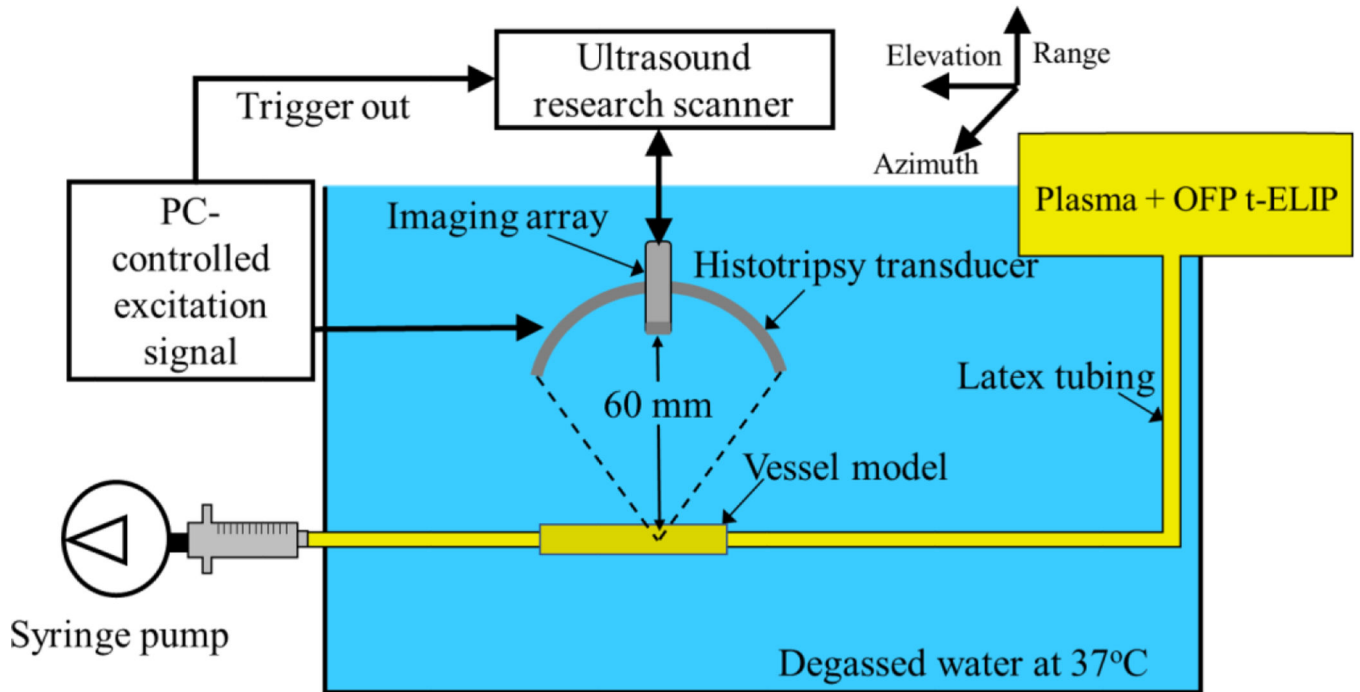 Ultrasound
research scanner
Elevation
Range
Azimuth
Trigger out
PC-
controlled
excitation
signal
Imaging array
Plasma + OFP t-ELIP
Histotripsy transducer
Latex tubing
60 mm
Vessel model
Syringe pump
Degassed water at 37°C